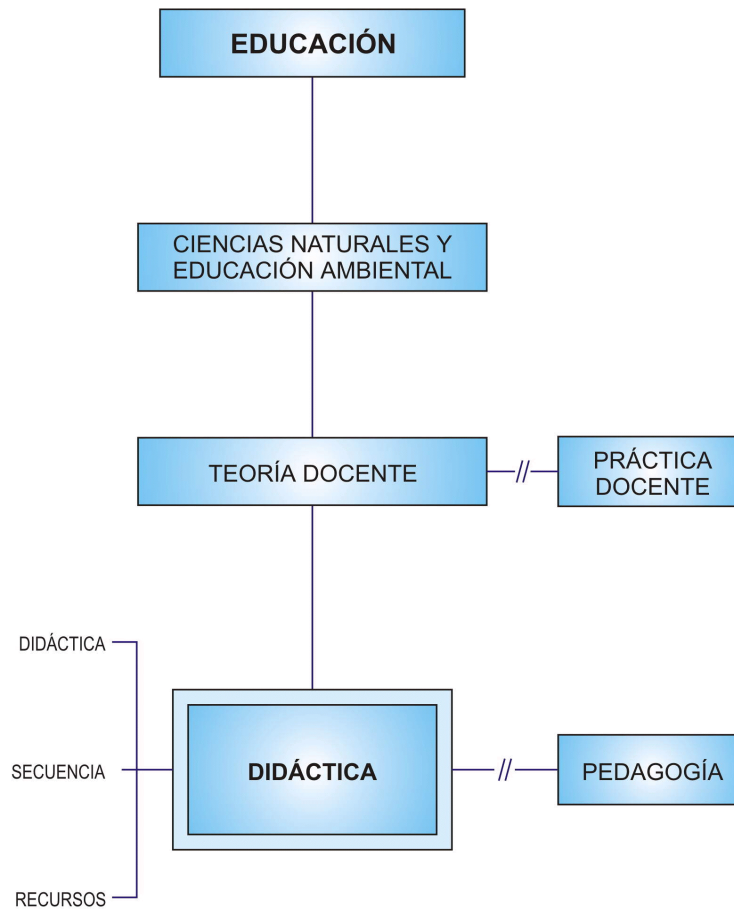 EDUCACIÓN
CIENCIAS NATURALES Y
EDUCACIÓN AMBIENTAL
TEORÍA DOCENTE
//
PRÁCTICA
DOCENTE
DIDÁCTICA
SECUENCIA
RECURSOS
DIDÁCTICA
//
PEDAGOGÍA